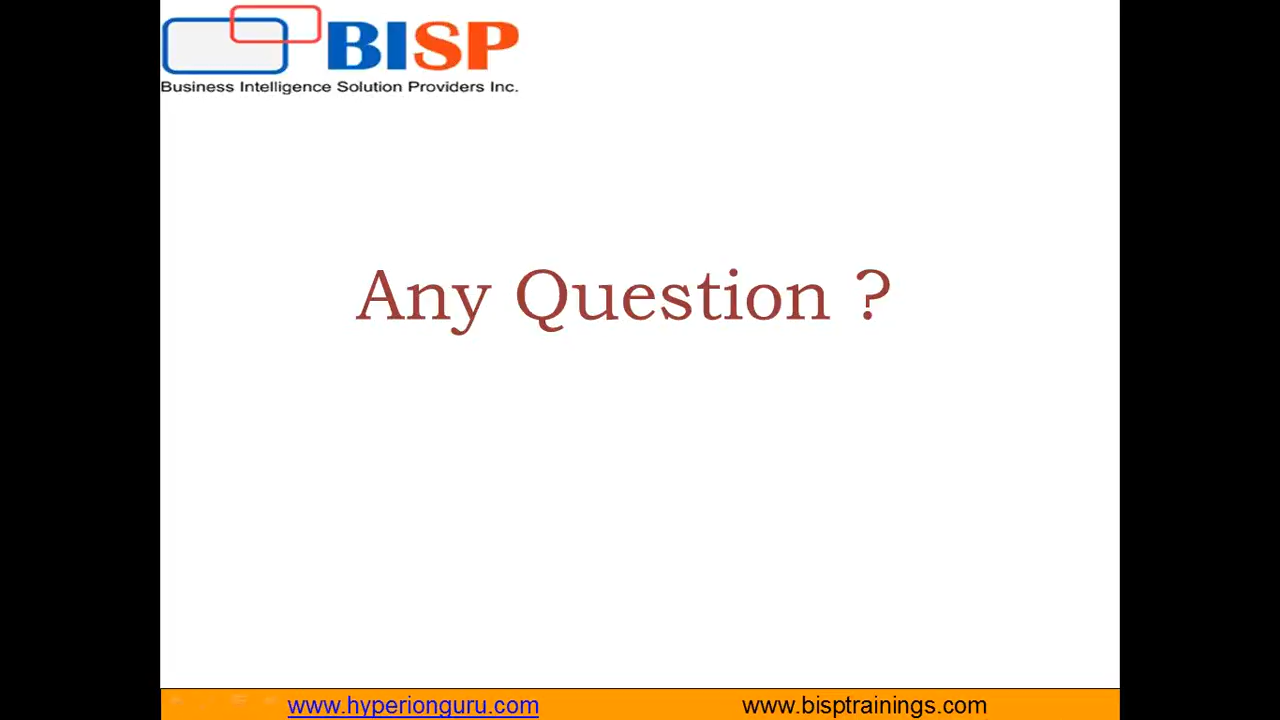 BISP
Business Intelligence Solution Providers Inc.
Any Question ?
www.hyperionguru.com
www.bisptrainings.com